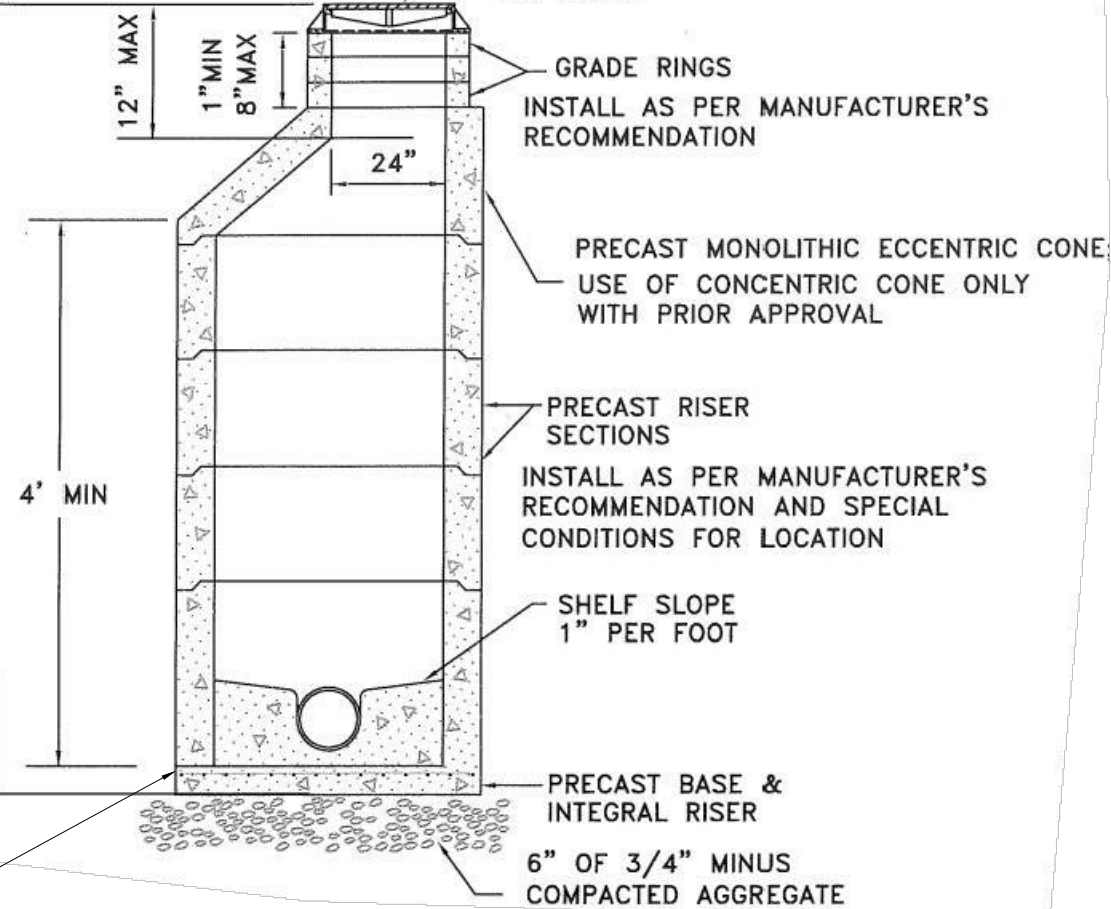 12" MAX
1"MIN
8"MAX
GRADE RINGS
INSTALL AS PER MANUFACTURER'S
RECOMMENDATION
24"
PRECAST MONOLITHIC ECCENTRIC CONE;
USE OF CONCENTRIC CONE ONLY
WITH PRIOR APPROVAL
PRECAST RISER
SECTIONS
4' MIN
INSTALL AS PER MANUFACTURER'S
RECOMMENDATION AND SPECIAL
CONDITIONS FOR LOCATION
SHELF SLOPE
1" PER FOOT
PRECAST BASE &
INTEGRAL RISER
6" OF 3/4" MINUS
COMPACTED AGGREGATE